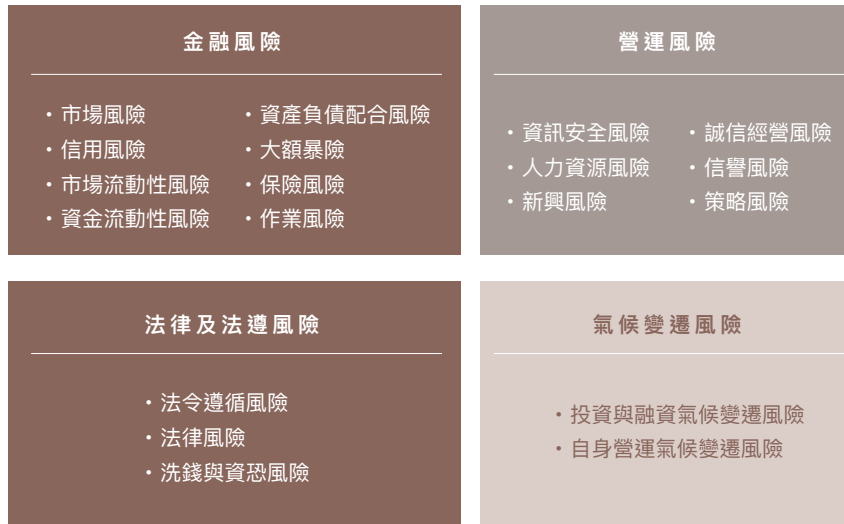 金融風險
・市場風險
・信用風險
・市場流動性風險
・資金流動性風險
・資產負債配合風險
・大額暴險
・保險風險
・作業風險
營運風險
・資訊安全風險
・人力資源風險
・新興風險
・誠信經營風險
・信譽風險
・策略風險
法律及法遵風險
・法令遵循風險
・法律風險
・洗錢與資恐風險
氣候變遷風險
・投資與融資氣候變遷風險
・自身營運氣候變遷風險